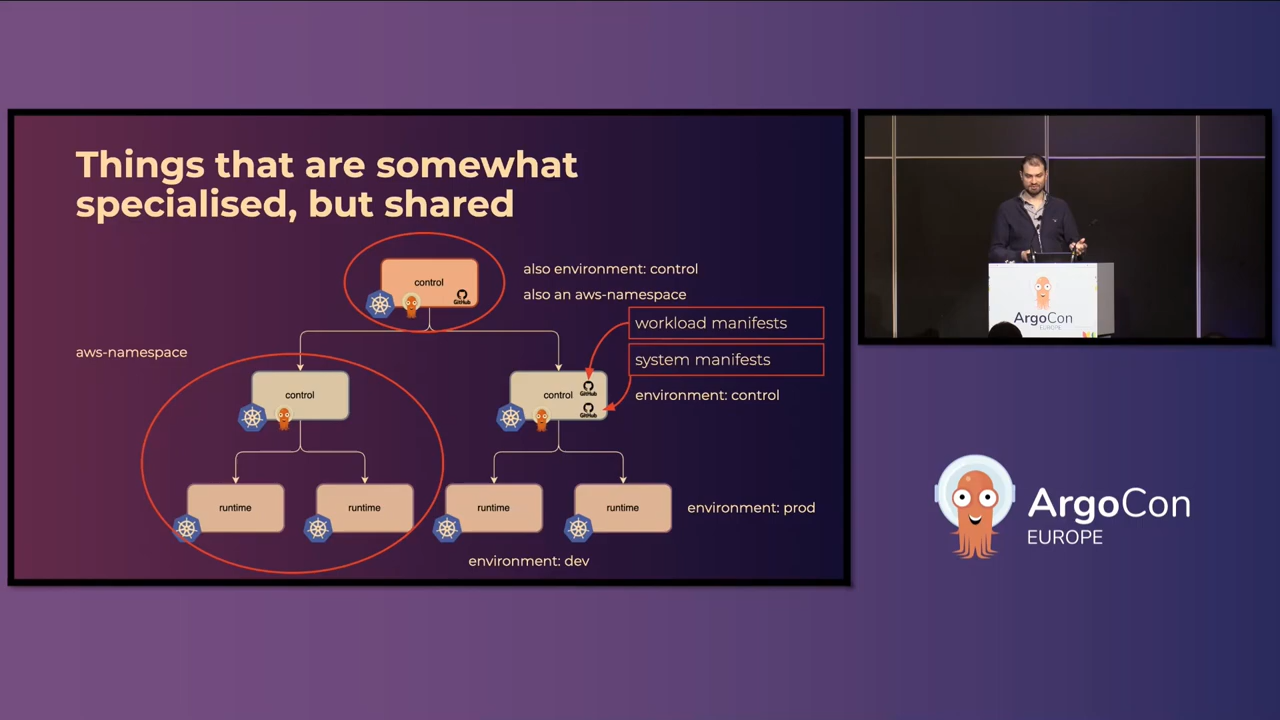 Things that are somewhat
specialised, but shared
control
GitHub
also environment: control
also an aws-namespace
workload manifests
system manifests
aws-namespace
control
control
GitHub
GitHub
environment: control
runtime
runtime
runtime
runtime
environment: prod
environment: dev
ArgoCon
EUROPE
ArgoCon
EUROPE